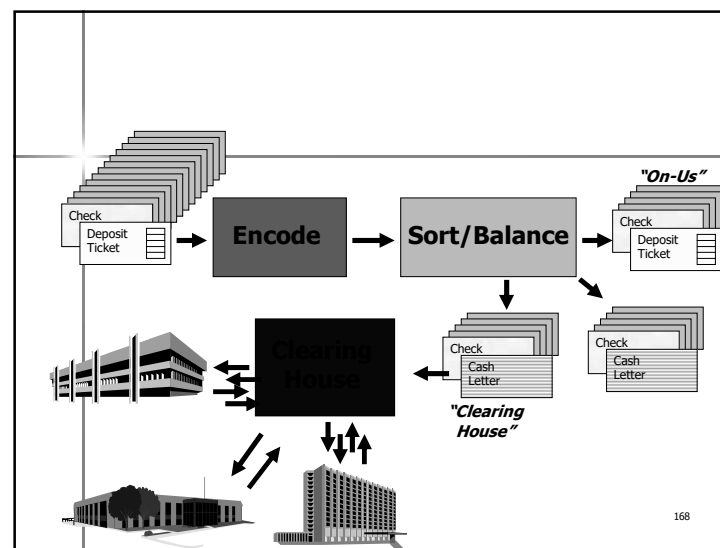 "On-Us"
Check
Deposit
Ticket
Encode
Sort/Balance
Check
Deposit
Ticket
Clearing
House
Check
Cash
Letter
Check
Cash
Letter
"Clearing
House"
168